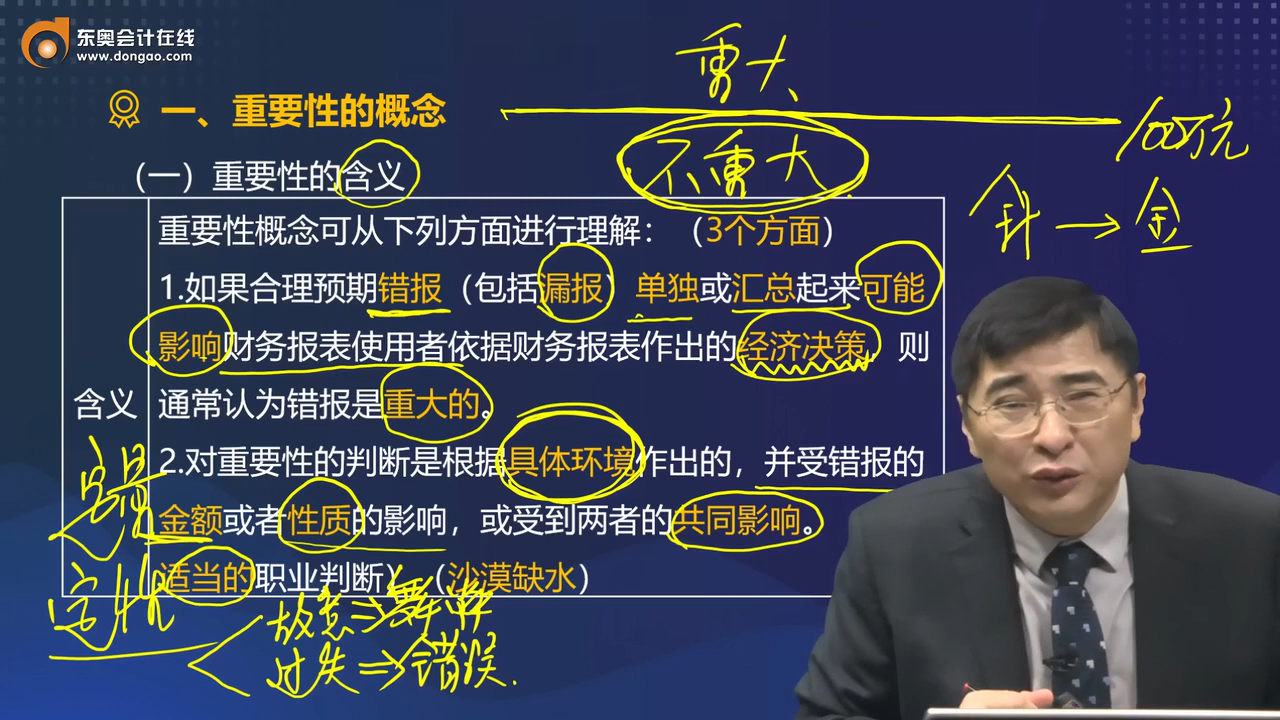 东奥会计在线
www.dongao.com
重大
一、重要性的概念
100万元
不重大
（一）重要性的含义
针→金
重要性概念可从下列方面进行理解：（3个方面）
1.如果合理预期错报（包括漏报）单独或汇总起来可能
影响财务报表使用者依据财务报表作出的经济决策，则
含义
通常认为错报是重大的。
2.对重要性的判断是根据具体环境作出的，并受错报的
定量
金额或者性质的影响，或受到两者的共同影响。
适当的职业判断）（沙漠缺水）
定性
故意⇒舞弊
过失⇒错误.